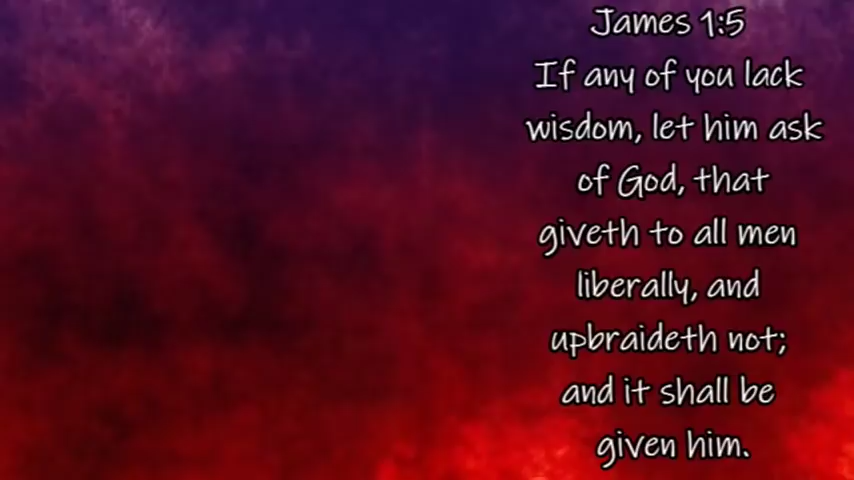 James 1:5
If any of you lack
wisdom, let him ask
of God, that
giveth to all men
liberally, and
upbraideth not;
and it shall be
given him.